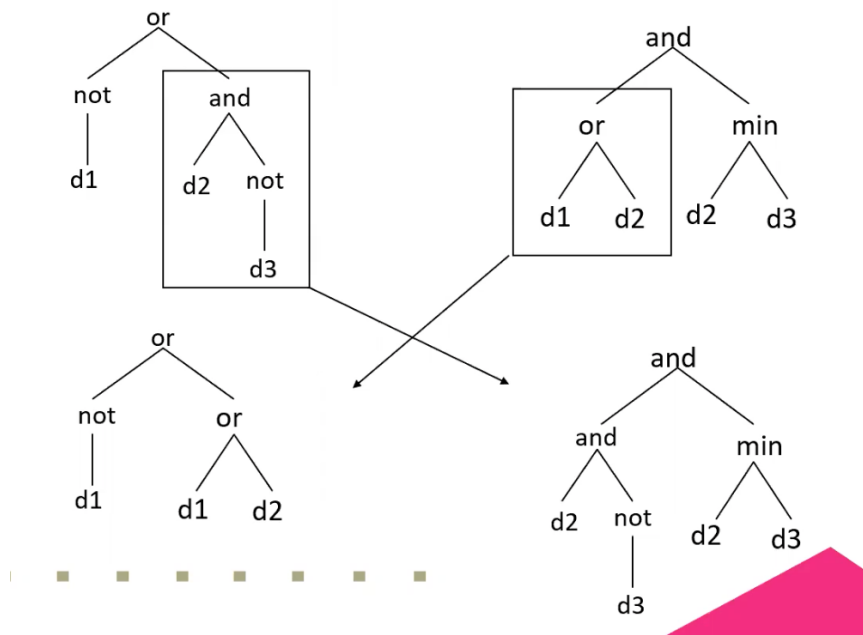 or
not and
d1 d2 not
d3
and
or min
d1 d2 d2 d3
or
not or
d1 d1 d2
and
and min
d2 not d2 d3
d3